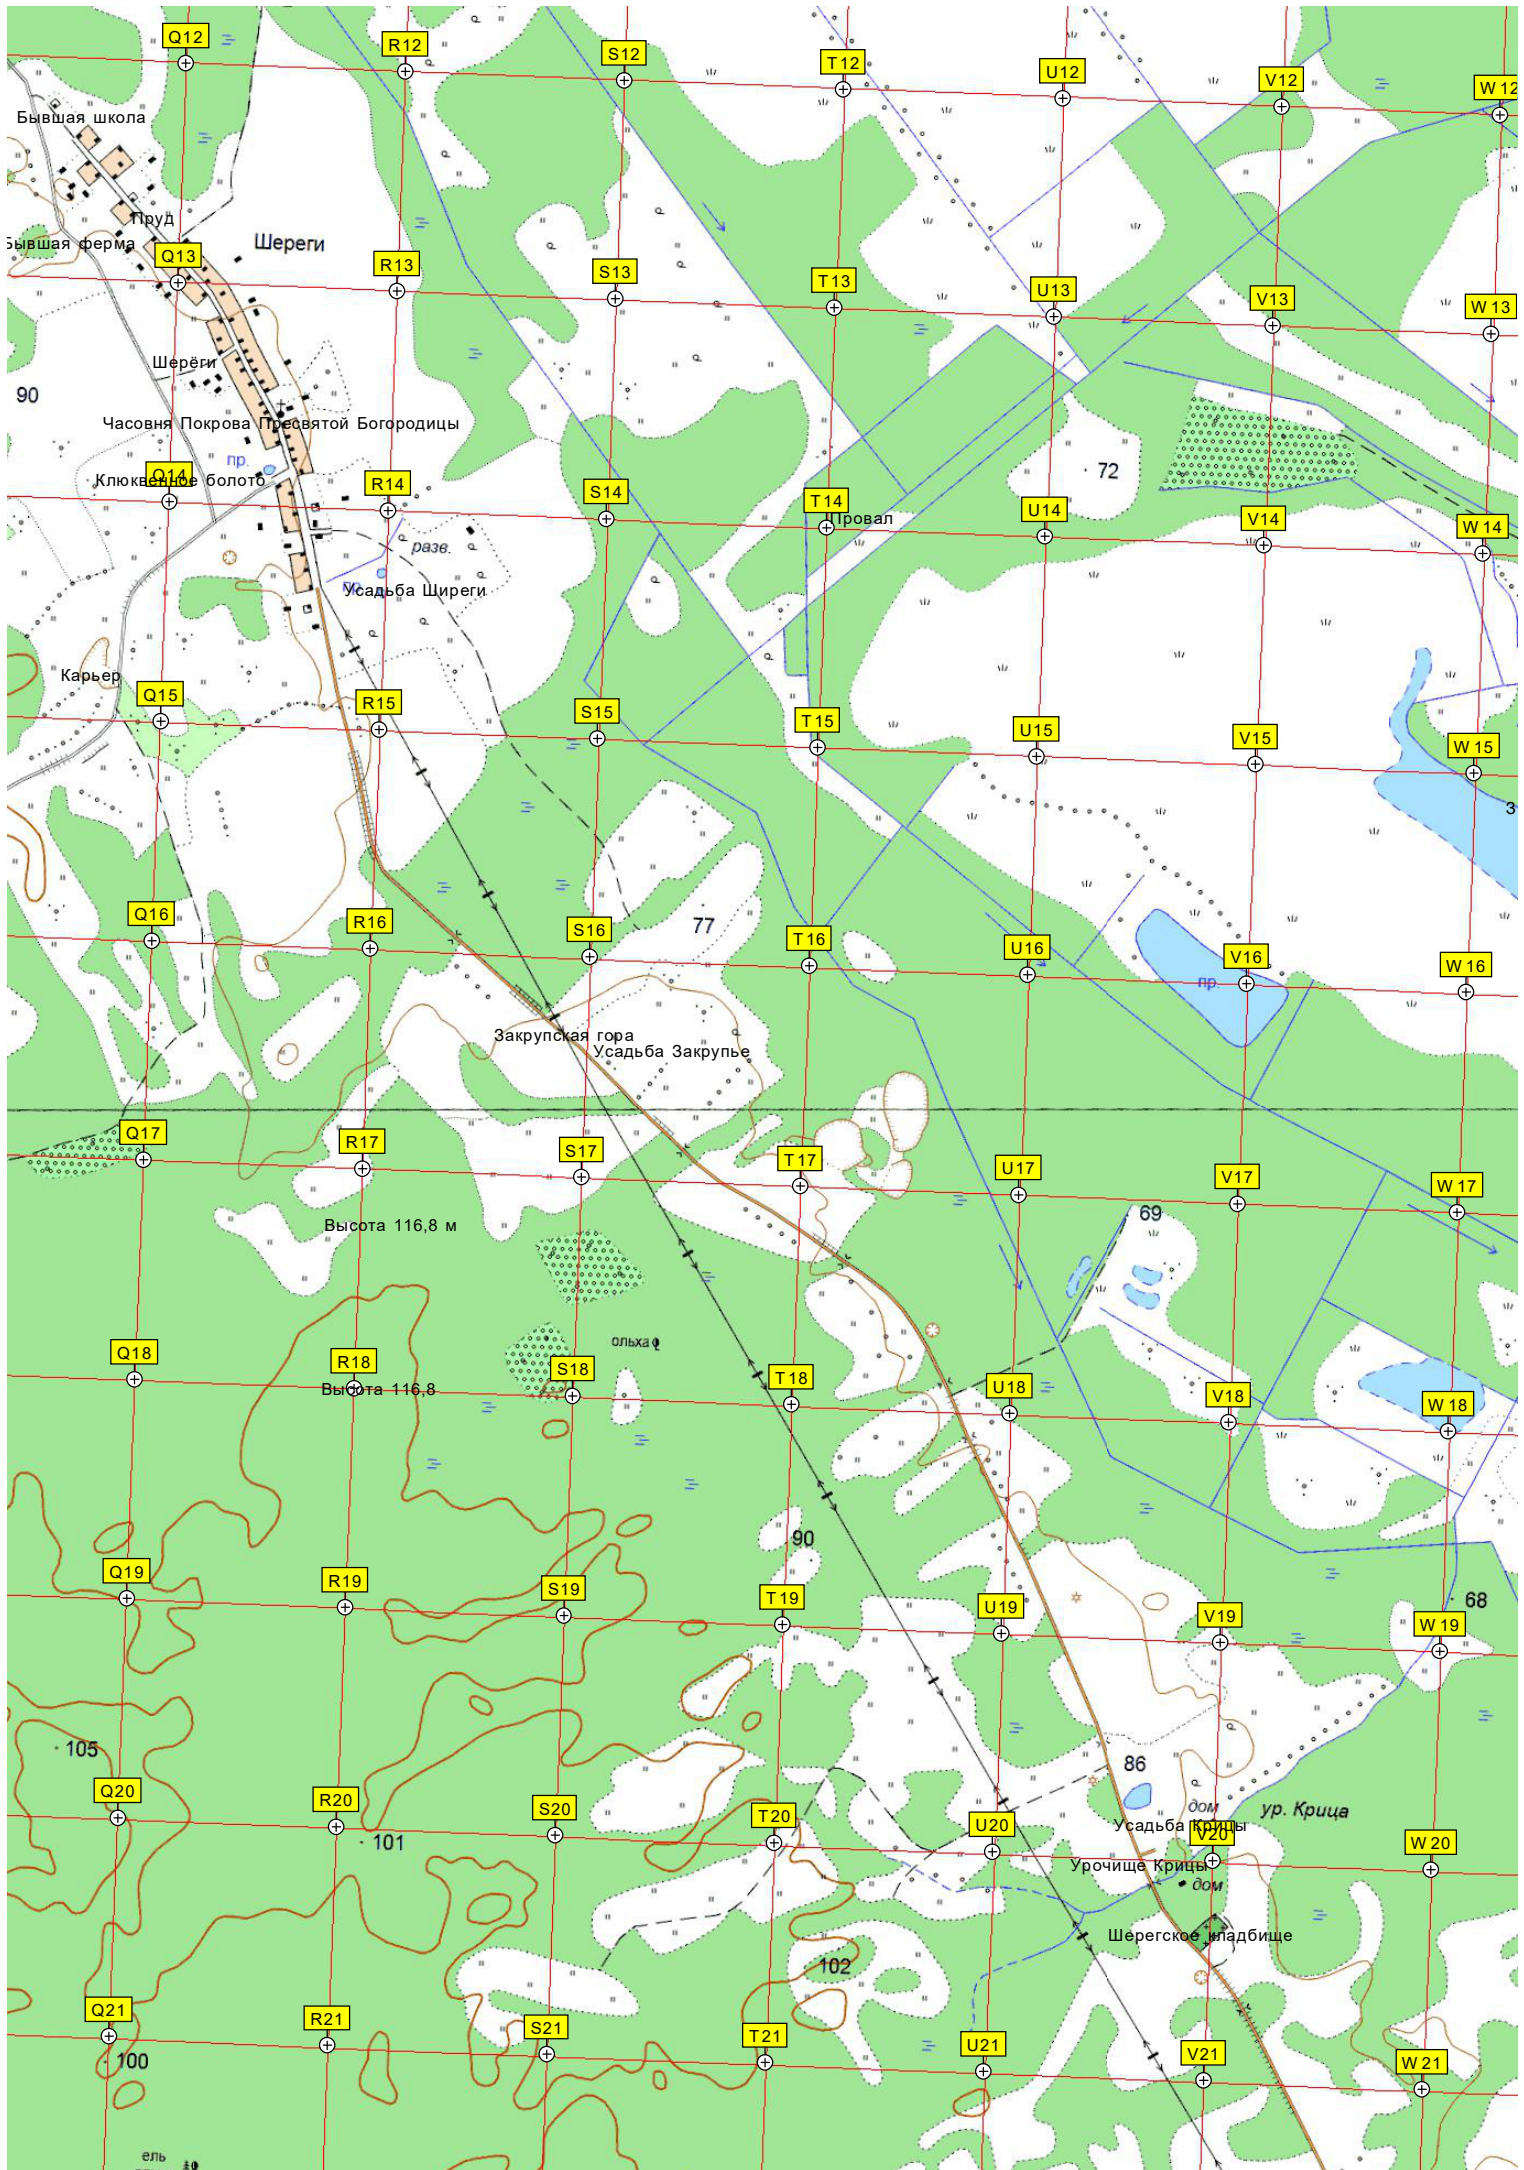 Q12
R12
S12
T12
U12
V12
W12
Бывшая школа
Пруд
Бывшая ферма
Шереги
Q13
R13
S13
T13
U13
V13
W13
Шерёги
90
Часовня Покрова Пресвятой Богородицы
пр.
72
Q14
Клюквенное болото
R14
S14
T14
Провал
U14
V14
W14
разв.
пр.
Усадьба Ширеги
Карьер
Q15
R15
S15
T15
U15
V15
W15
3
Q16
R16
S16
77
T16
U16
V16
W16
пр.
Закрупская гора
Усадьба Закрупье
Q17
R17
S17
T17
U17
V17
W17
69
Высота 116,8 м
ольха
Q18
R18
S18
T18
U18
V18
W18
Высота 116,8
90
Q19
R19
S19
T19
U19
V19
W19
68
105
86
Q20
R20
S20
T20
U20
V20
W20
дом
ур. Крица
Усадьба Крицы
101
Урочище Крицы
дом
Шерегское кладбище
102
Q21
R21
S21
T21
U21
V21
W21
100
ель